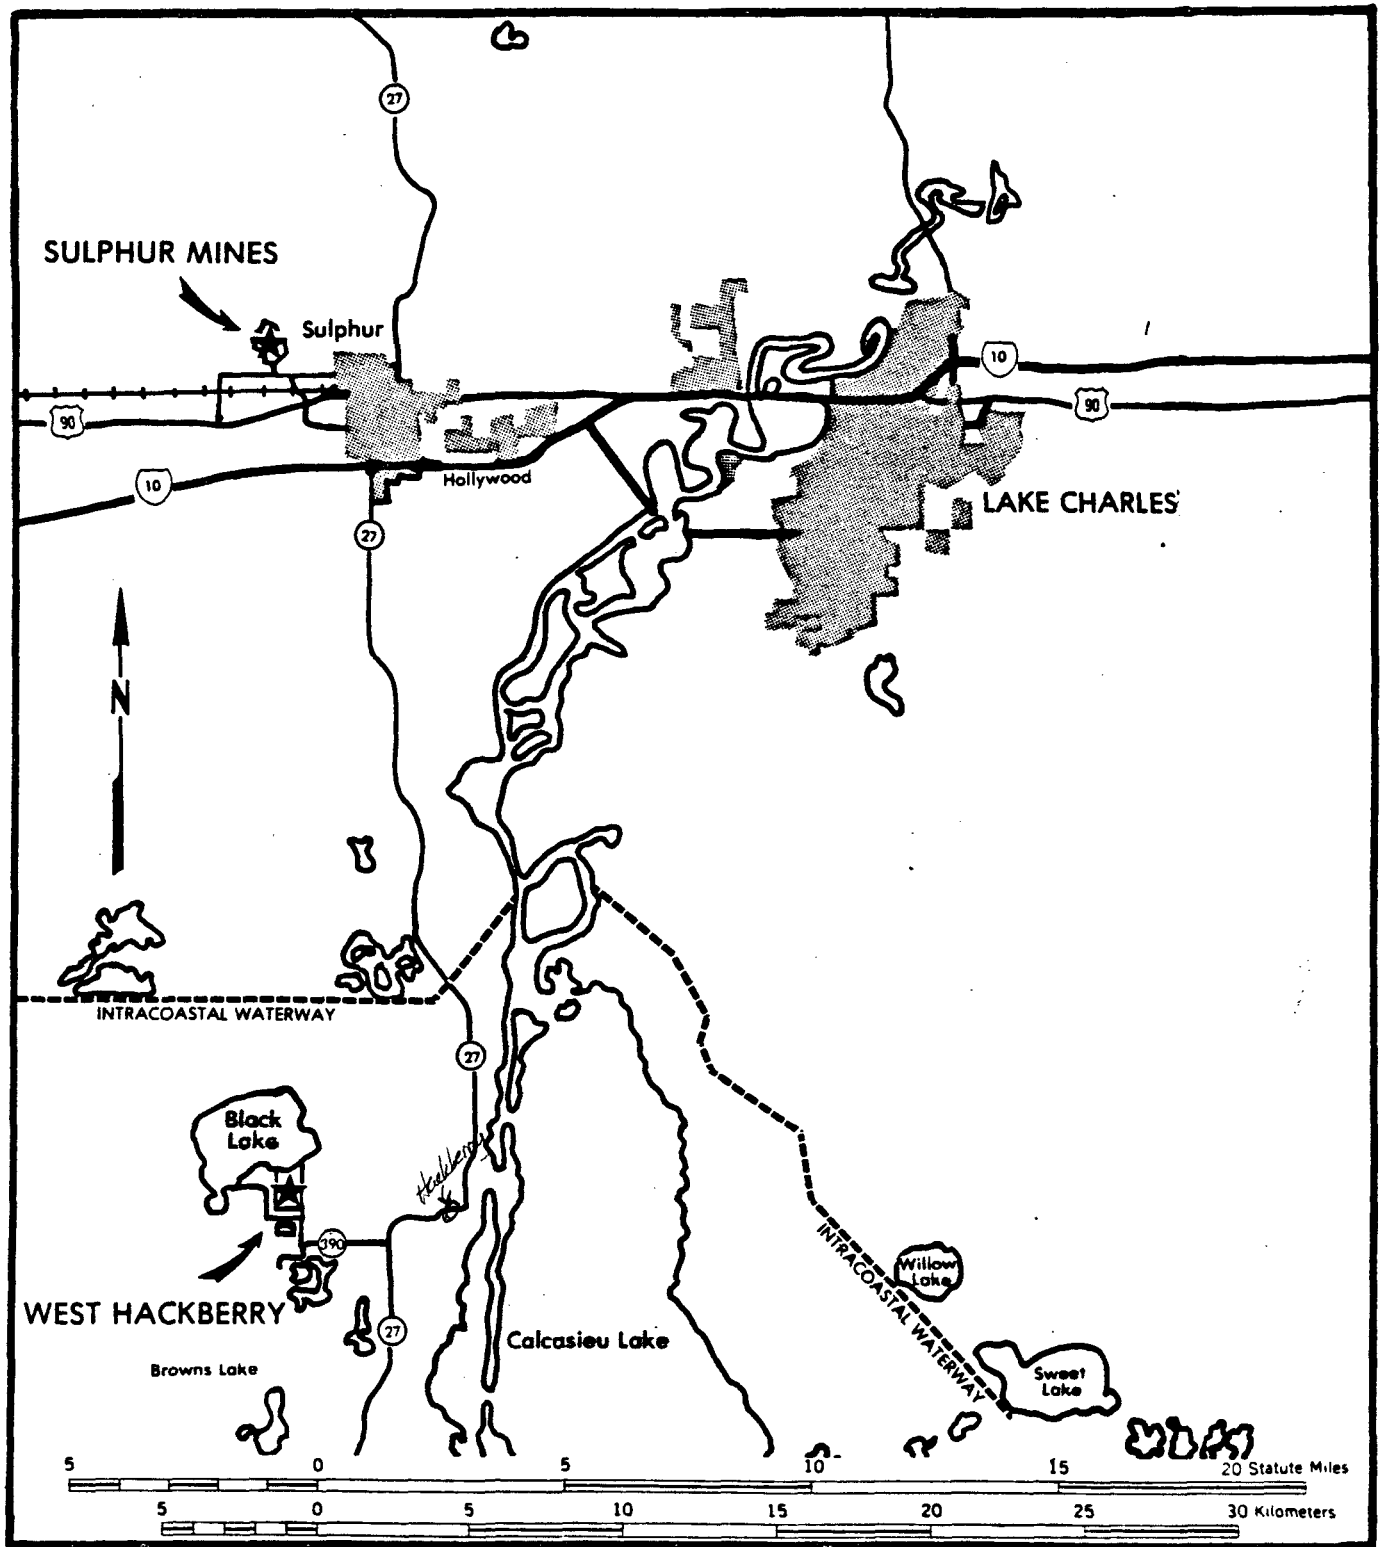 27
SULPHUR MINES
Sulphur
10
90
90
10
Hollywood
LAKE CHARLES
27
N
INTRACOASTAL WATERWAY
27
Black
Lake
Hackberry
390
WEST HACKBERRY
27
Browns Lake
Calcasieu Lake
INTRACOASTAL WATERWAY
Willow
Lake
Sweet
Lake
5 0 5 10 15 20 Statute Miles
5 0 5 10 15 20 25 30 Kilometers